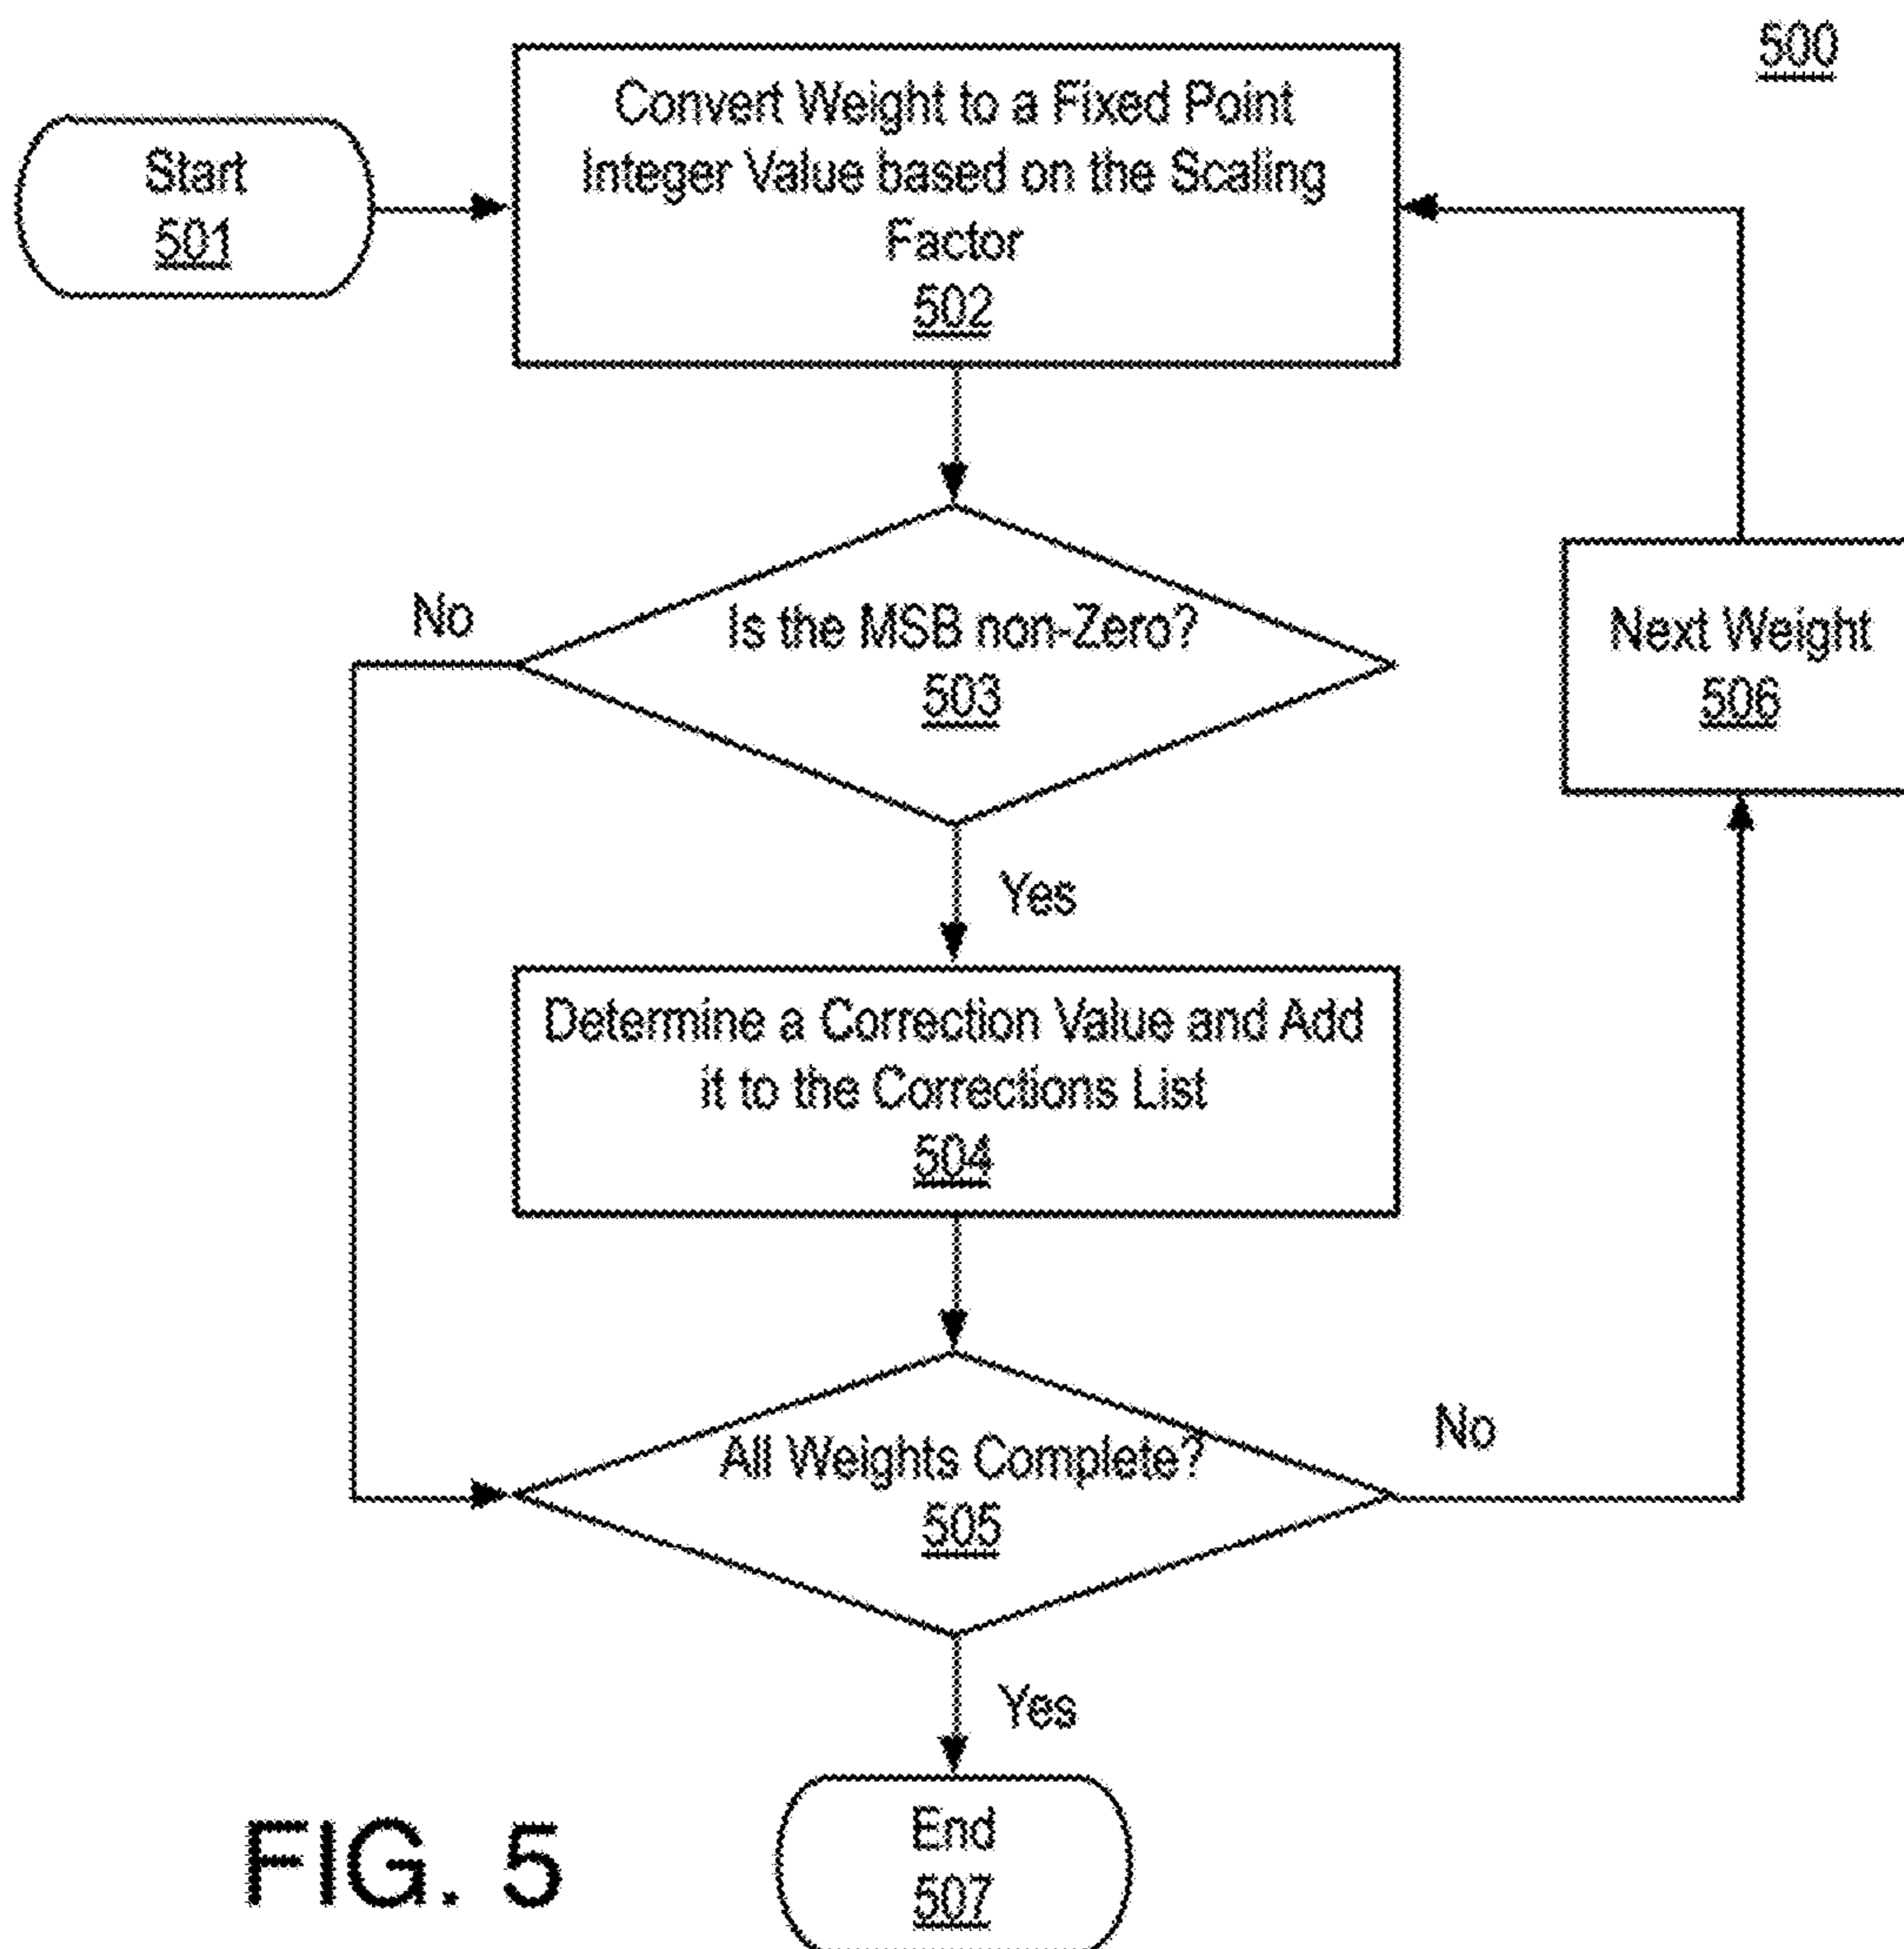 500
Start
501
Convert Weight to a Fixed Point
Integer Value based on the Scaling
Factor
502
No
Is the MSB non-Zero?
503
Next Weight
506
Yes
Determine a Correction Value and Add
it to the Corrections List
504
All Weights Complete?
505
No
Yes
End
507
FIG. 5